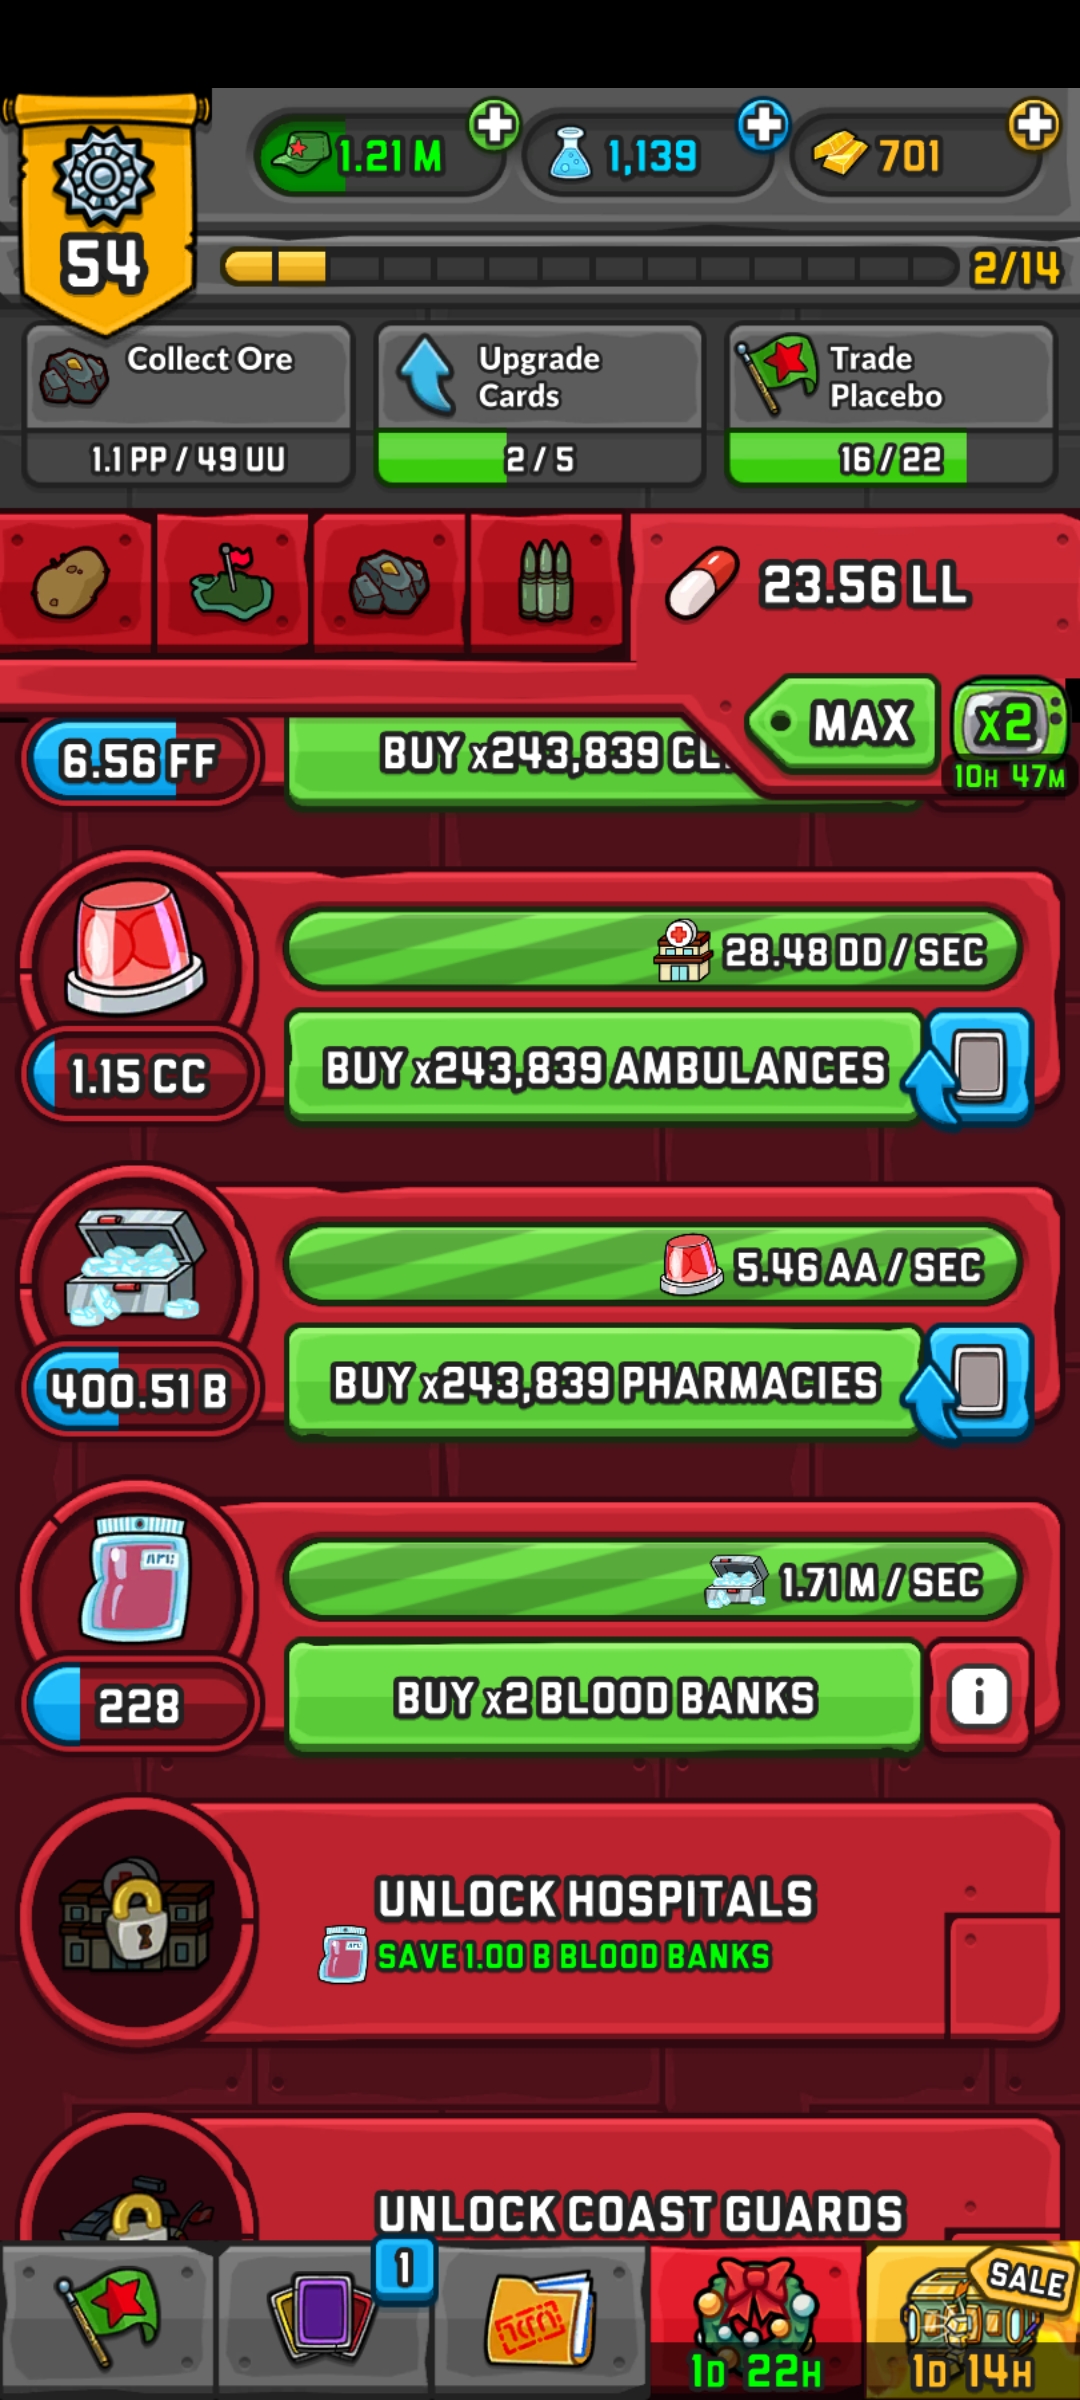 1.21 M
1,139
701
54
2/14
Collect Ore
1.1 PP / 49 UU
Upgrade
Cards
2 / 5
Trade
Placebo
16 / 22
23.56 LL
MAX
X2
10H 47M
6.56 FF
BUY x243,839 CL
28.48 DD / SEC
1.15 CC
BUY x243,839 AMBULANCES
5.46 AA / SEC
400.51 B
BUY x243,839 PHARMACIES
1.71 M / SEC
228
BUY x2 BLOOD BANKS
i
UNLOCK HOSPITALS
SAVE 1.00 B BLOOD BANKS
UNLOCK COAST GUARDS
1
SALE
1D 22H
1D 14H